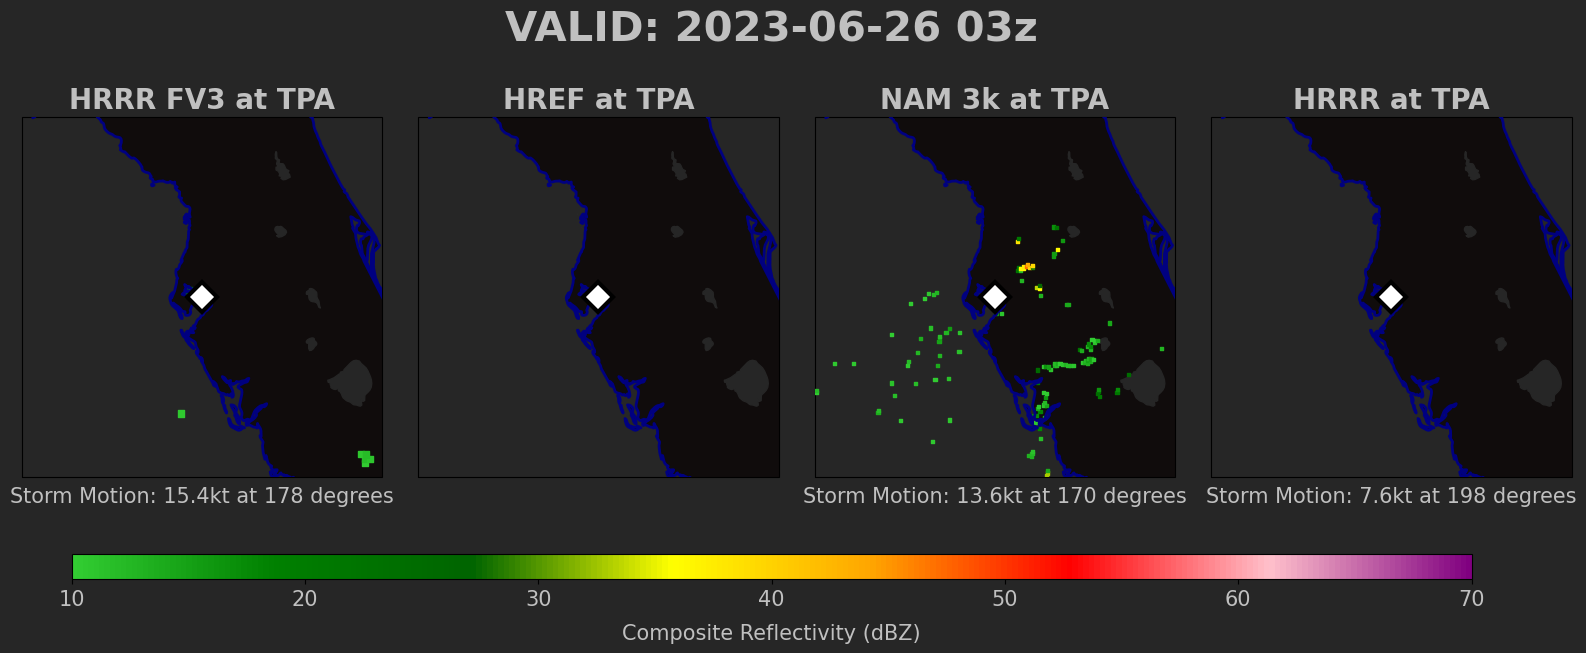 VALID: 2023-06-26 03z
HRRR FV3 at TPA
HREF at TPA
NAM 3k at TPA
HRRR at TPA
Storm Motion: 15.4kt at 178 degrees
Storm Motion: 13.6kt at 170 degrees
Storm Motion: 7.6kt at 198 degrees
10 20 30 40 50 60 70
Composite Reflectivity (dBZ)